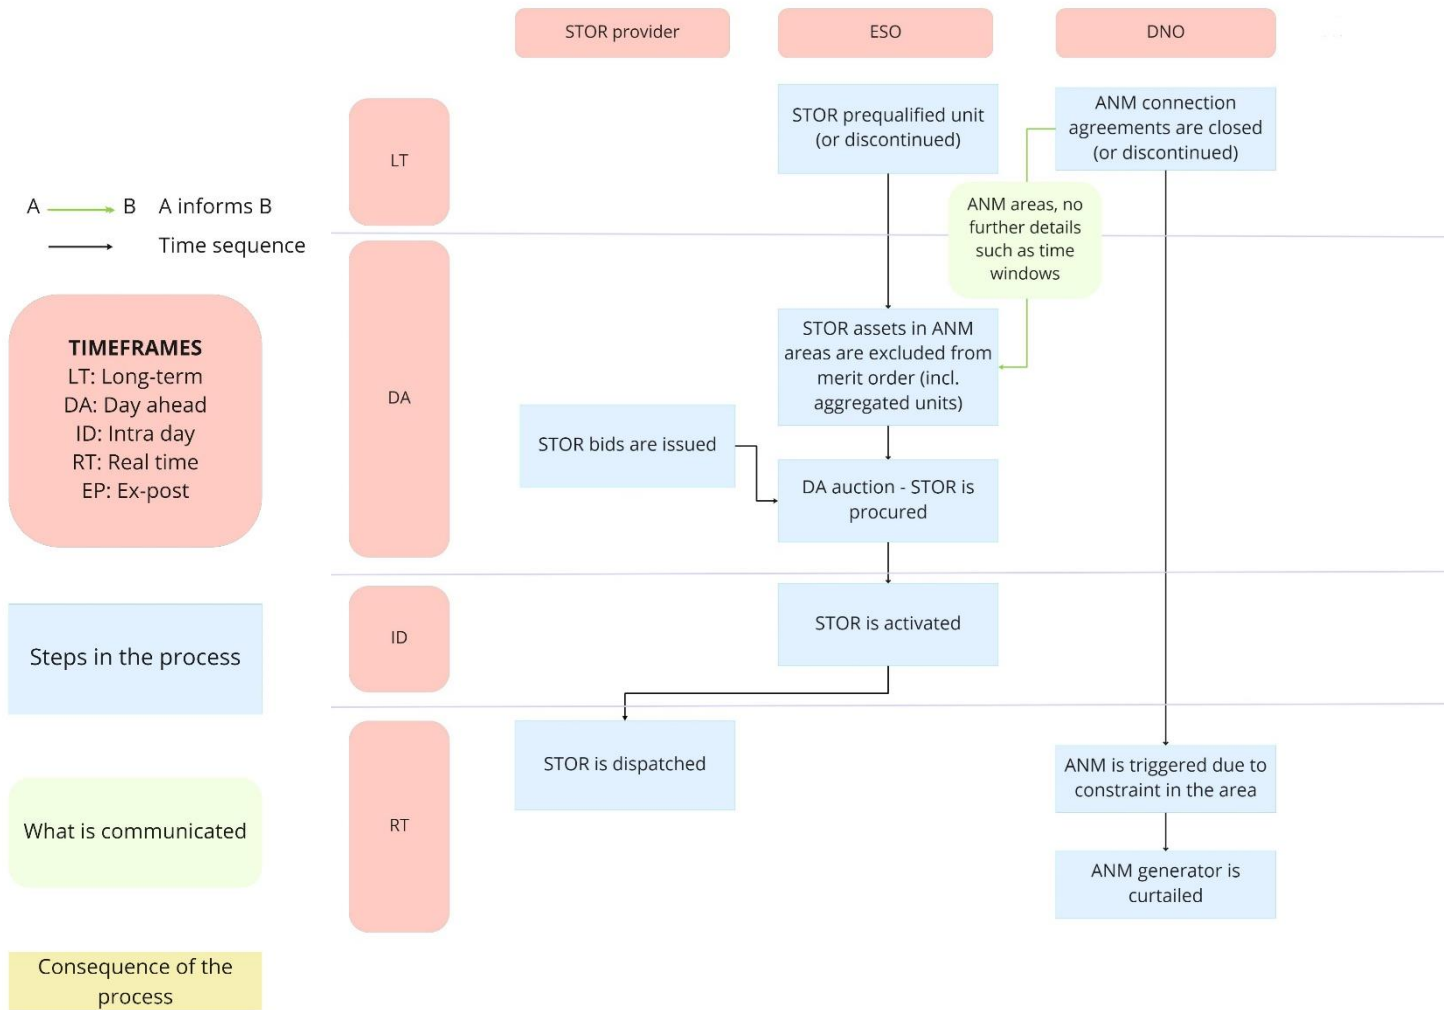 STOR provider
ESO
DNO
LT
STOR prequalified unit
(or discontinued)
ANM connection
agreements are closed
(or discontinued)
A
B
A informs B
Time sequence
ANM areas, no
further details
such as time
windows
TIMEFRAMES
LT: Long-term
DA: Day ahead
ID: Intra day
RT: Real time
EP: Ex-post
DA
STOR assets in ANM
areas are excluded from
merit order (incl.
aggregated units)
STOR bids are issued
DA auction - STOR is
procured
Steps in the process
ID
STOR is activated
RT
STOR is dispatched
ANM is triggered due to
constraint in the area
What is communicated
ANM generator is
curtailed
Consequence of the
process